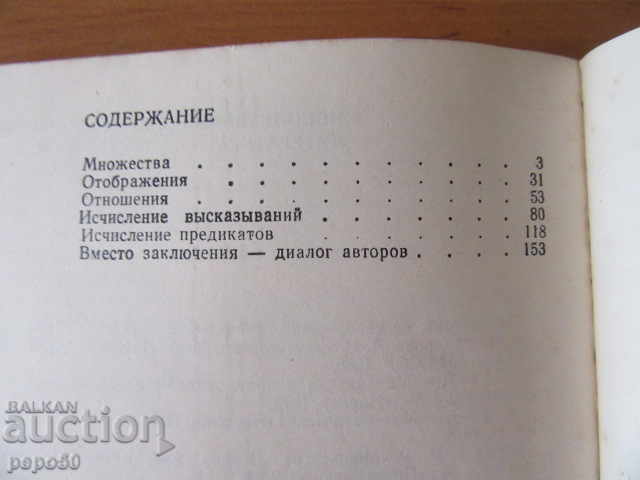 СОДЕРЖАНИЕ
Множества . . . . . . . . . . . 3
Отображения . . . . . . . . . . 31
Отношения . . . . . . . . . . . 53
Исчисление высказываний . . . . . . 80
Исчисление предикатов . . . . . . . 118
Вместо заключения — диалог авторов . . . . 153
BALKAN
auction
papo50